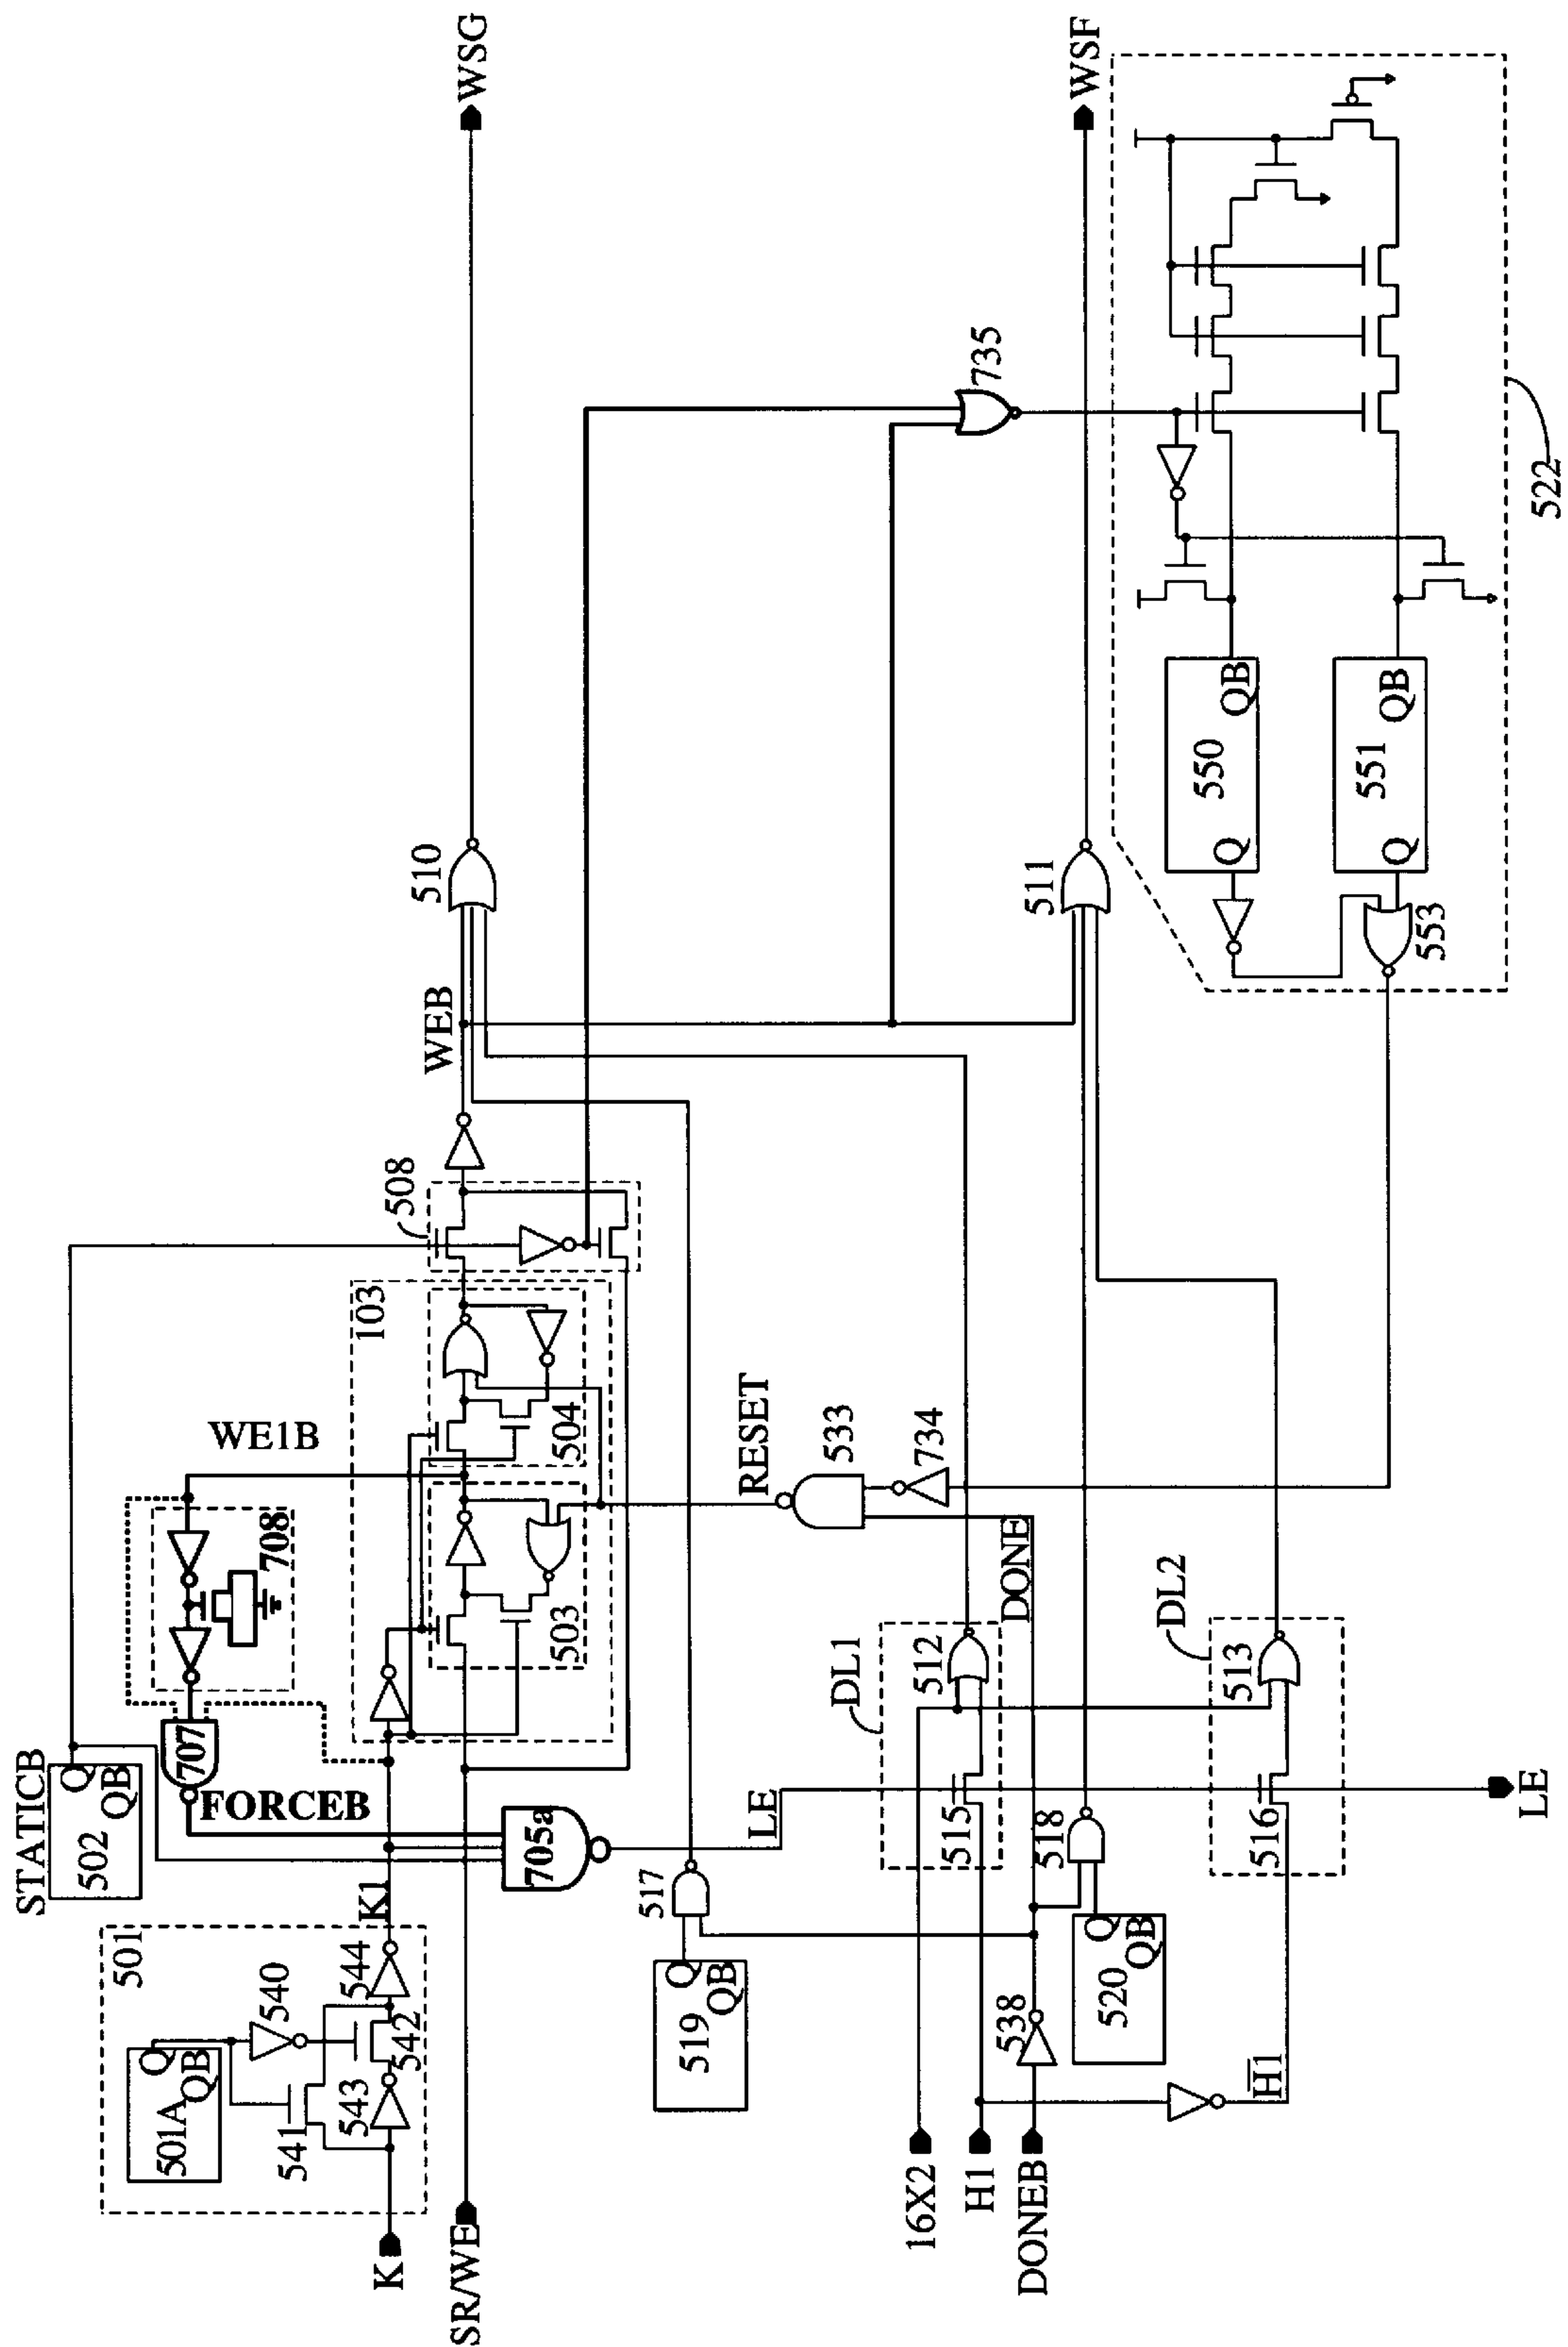 STATICB
502
Q
QB
501
501A
Q
QB
540
541
542
543
544
K
K1
SR/WE
707
708
FORCEB
WE1B
705a
103
503
504
508
WEB
510
WSG
LE
517
519
Q
QB
RESET
533
734
DONE
DL1
512
515
518
520
Q
QB
538
16X2
H1
DONEB
H1
DL2
513
516
LE
511
WSF
735
550
Q
QB
551
Q
QB
553
522